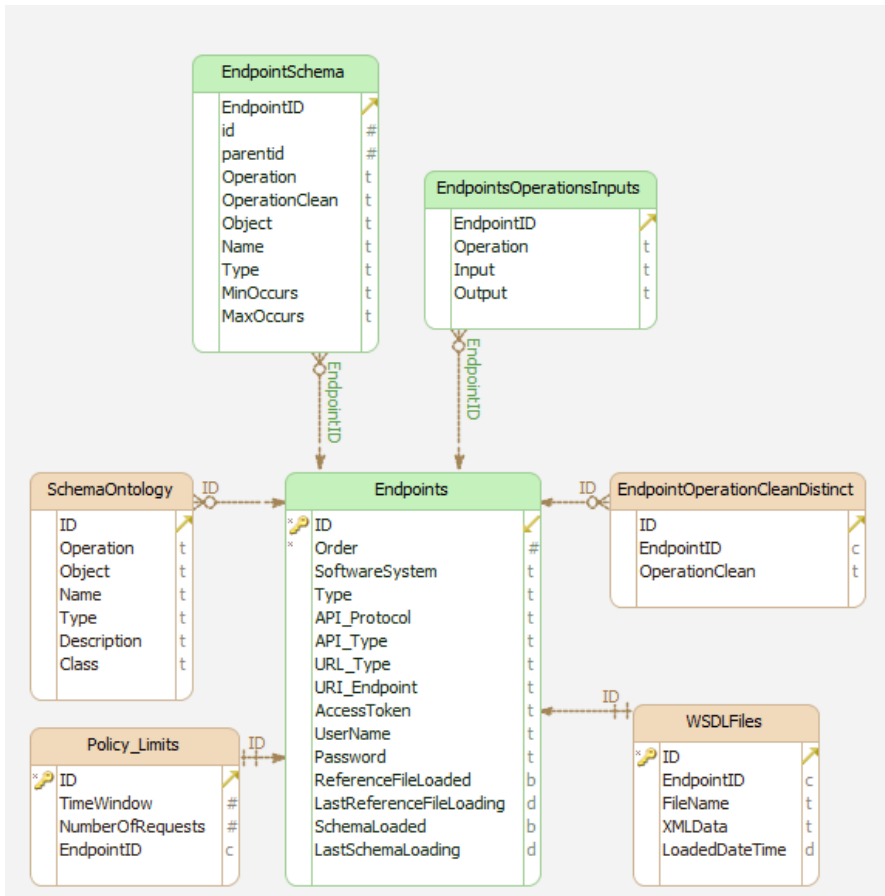 EndpointSchema
EndpointID
id #
parentid #
Operation t
OperationClean t
Object t
Name t
Type t
MinOccurs t
MaxOccurs t
EndpointsOperationsInputs
EndpointID
Operation t
Input t
Output t
EndpointID
EndpointID
SchemaOntology
ID
Operation t
Object t
Name t
Type t
Description t
Class t
ID
Endpoints
ID
Order #
SoftwareSystem t
Type t
API_Protocol t
API_Type t
URL_Type t
URI_Endpoint t
AccessToken t
UserName t
Password t
ReferenceFileLoaded b
LastReferenceFileLoading d
SchemaLoaded b
LastSchemaLoading d
ID
EndpointOperationCleanDistinct
ID
EndpointID c
OperationClean t
Policy_Limits
ID
TimeWindow #
NumberOfRequests #
EndpointID c
ID
ID
WSDLFiles
ID
EndpointID c
FileName t
XMLData t
LoadedDateTime d